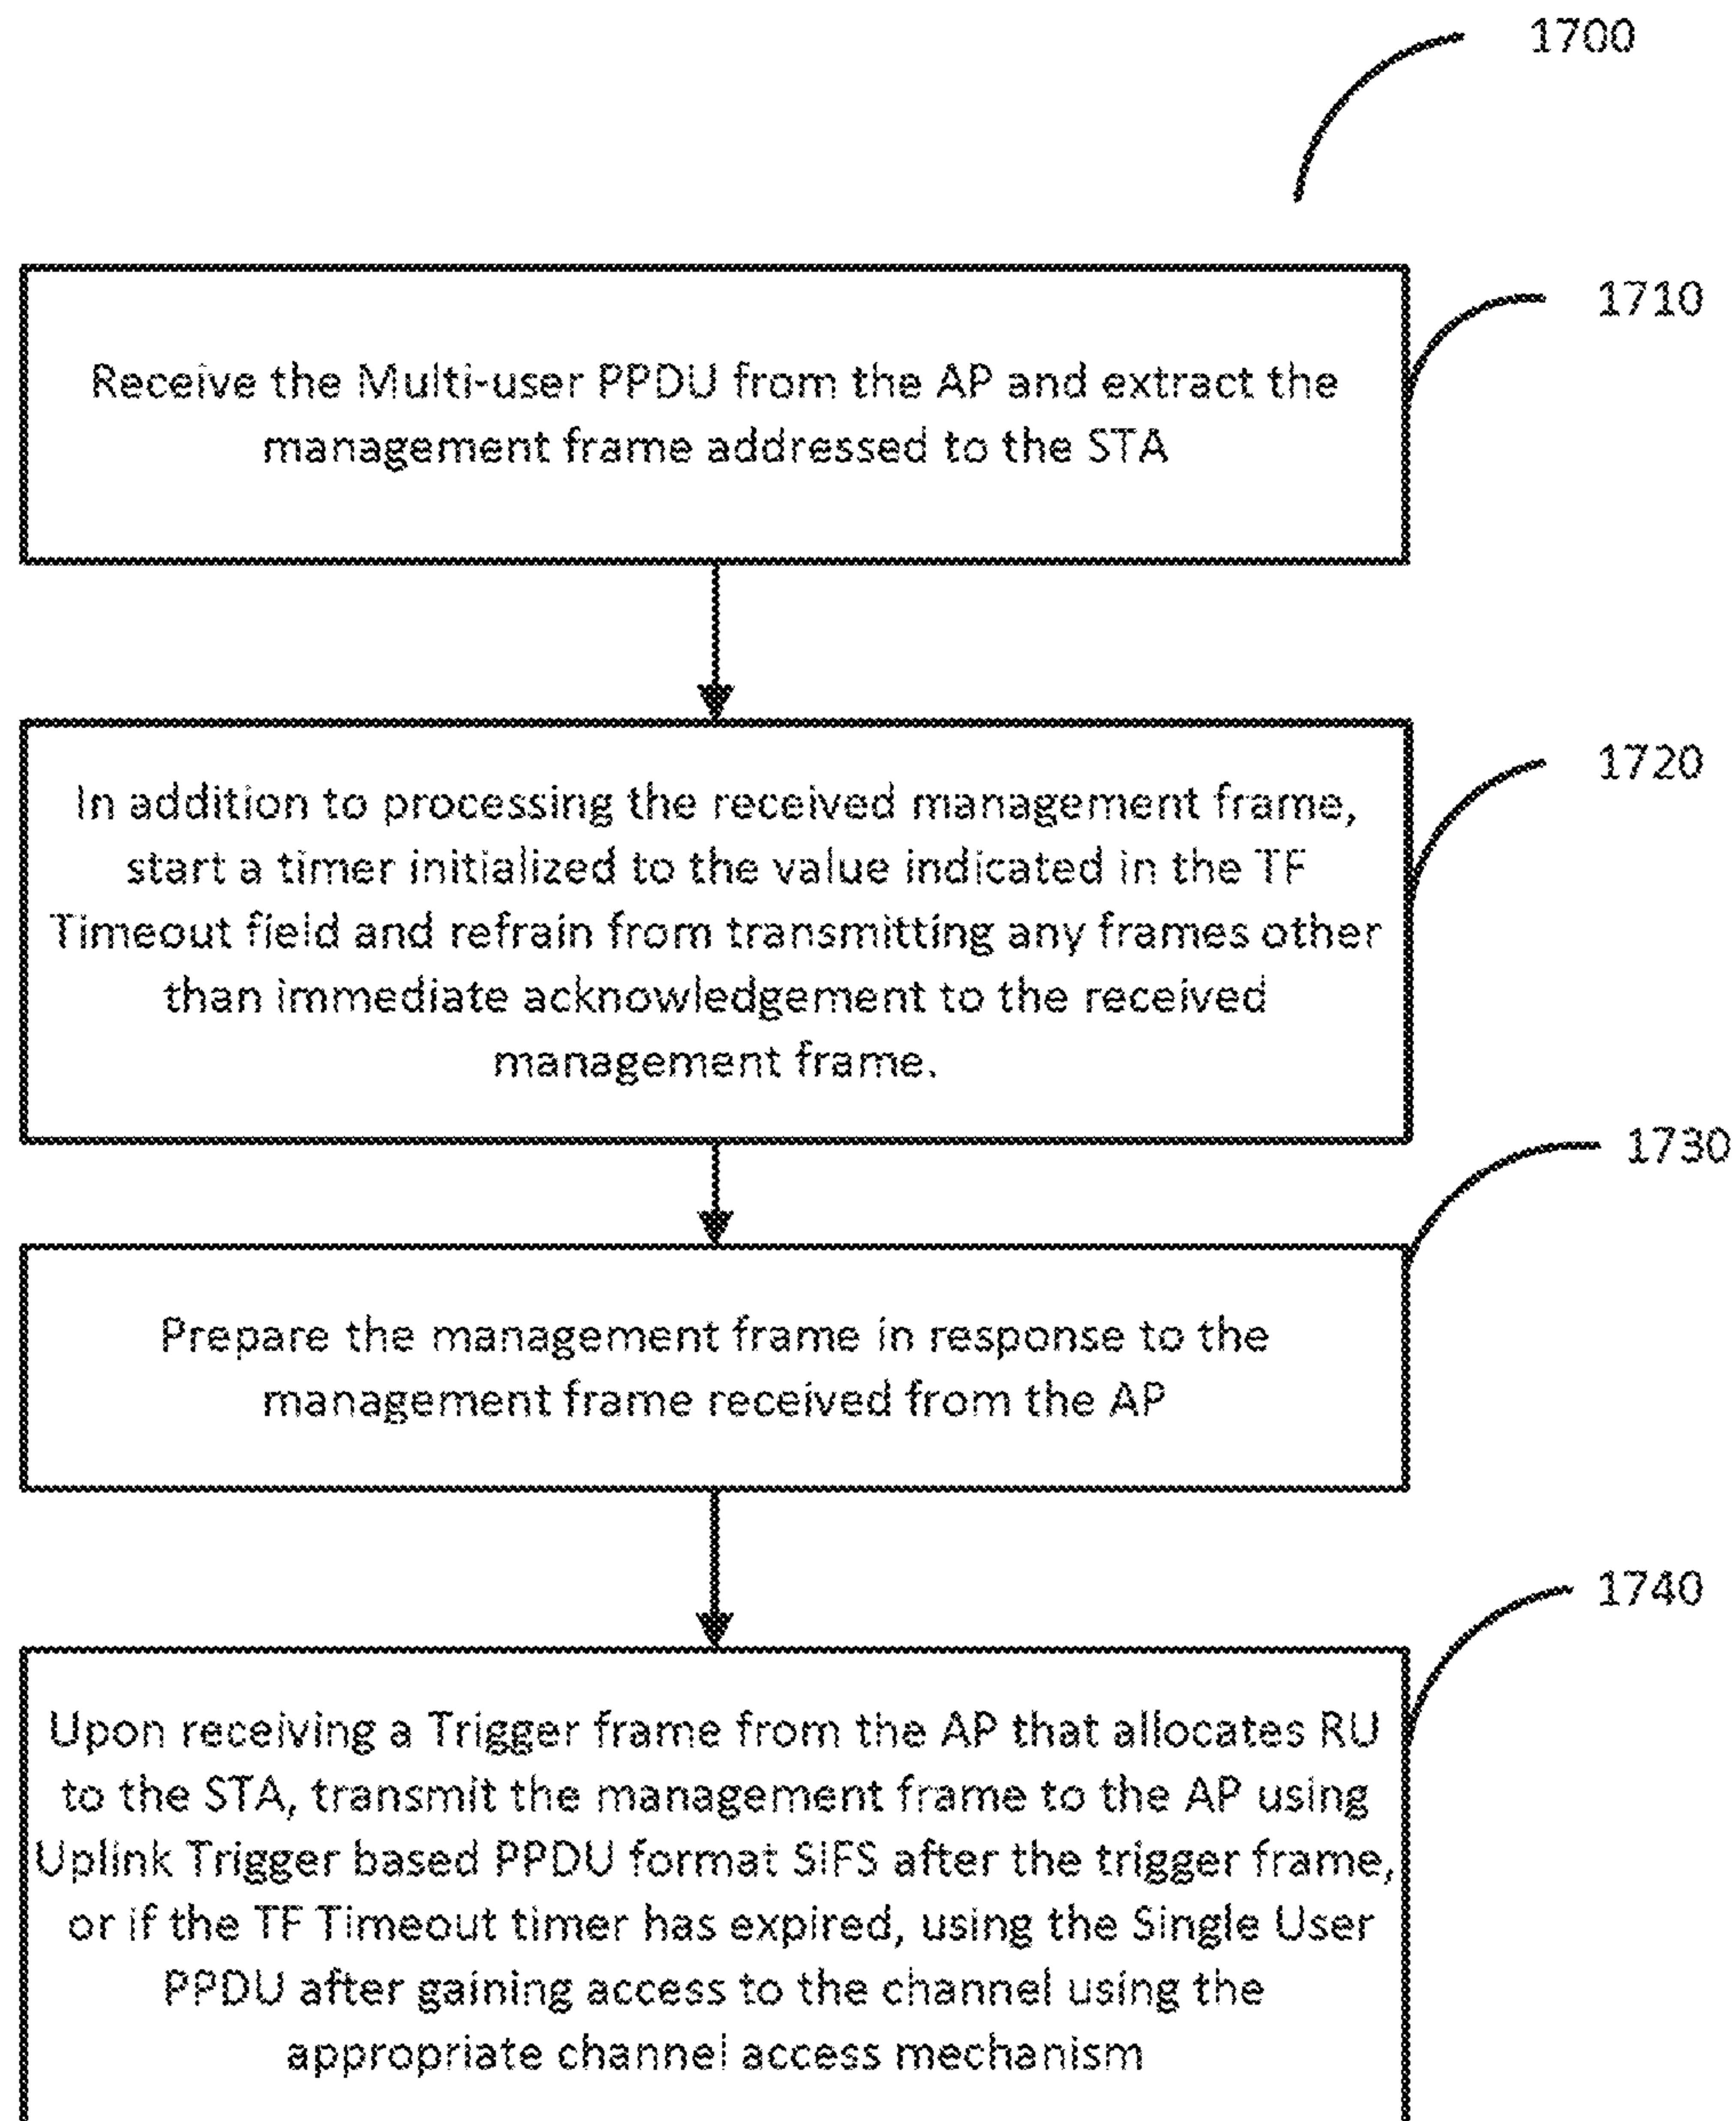 1700
1710
Receive the Multi-user PPDU from the AP and extract the
management frame addressed to the STA
1720
In addition to processing the received management frame,
start a timer initialized to the value indicated in the TF
Timeout field and refrain from transmitting any frames other
than immediate acknowledgement to the received
management frame.
1730
Prepare the management frame in response to the
management frame received from the AP
1740
Upon receiving a Trigger frame from the AP that allocates RU
to the STA, transmit the management frame to the AP using
Uplink Trigger based PPDU format SIFS after the trigger frame,
or if the TF Timeout timer has expired, using the Single User
PPDU after gaining access to the channel using the
appropriate channel access mechanism